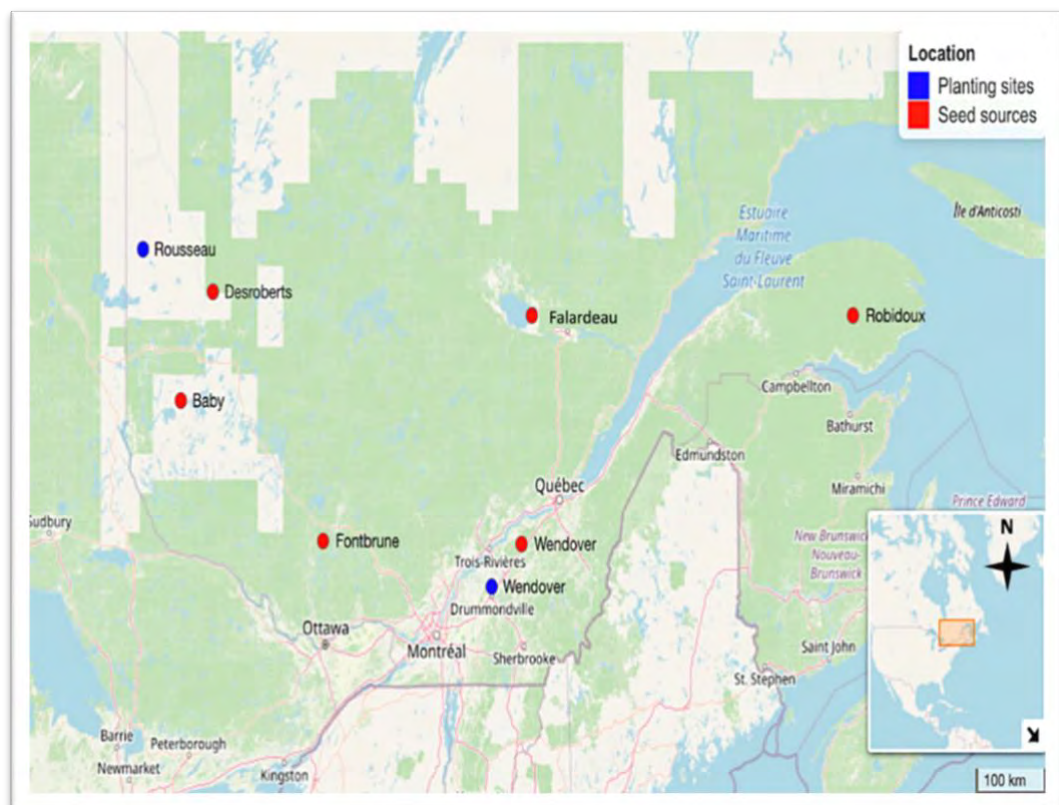 Location
Planting sites
Seed sources
Estuaire
Maritime
du Fleuve
Saint-Laurent
Île d'Anticosti
Rousseau
Desroberts
Falardeau
Robidoux
Baby
Campbellton
Bathurst
Edmundston
Miramichi
Québec
Prince Edward
Sudbury
Fontbrune
Wendover
Trois-Rivières
New Brunswick
Nouveau-
Brunswick
Wendover
Drummondville
Ottawa
Montréal
Sherbrooke
Saint John
St. Stephen
Barrie
Peterborough
Newmarket
Kingston
N
100 km